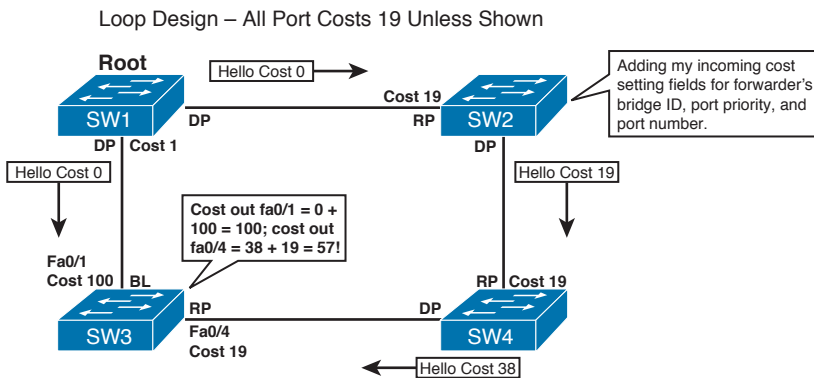 Loop Design – All Port Costs 19 Unless Shown
Root
Hello Cost 0
Cost 19
Adding my incoming cost
setting fields for forwarder's
bridge ID, port priority, and
port number.
SW1
DP
RP
SW2
DP
Cost 1
DP
Hello Cost 0
Hello Cost 19
Cost out fa0/1 = 0 +
100 = 100; cost out
fa0/4 = 38 + 19 = 57!
Fa0/1
Cost 100
BL
RP
Cost 19
SW3
RP
Fa0/4
Cost 19
DP
SW4
Hello Cost 38